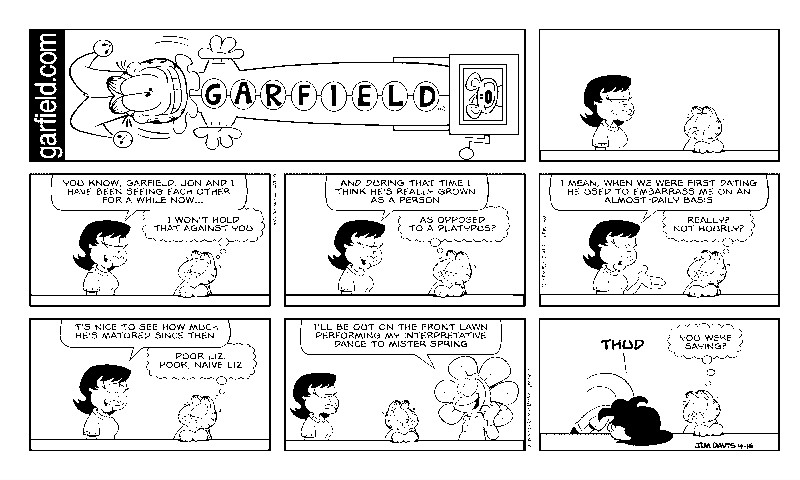 garfield.com
GARFIELD
YOU KNOW, GARFIELD, JON AND I
HAVE BEEN SEEING EACH OTHER
FOR A WHILE NOW...
I WON'T HOLD
THAT AGAINST YOU
AND DURING THAT TIME I
THINK HE'S REALLY GROWN
AS A PERSON
AS OPPOSED
TO A PLATYPUS?
I MEAN, WHEN WE WERE FIRST DATING
HE USED TO EMBARRASS ME ON AN
ALMOST-DAILY BASIS
REALLY?
NOT HOURLY?
T'S NICE TO SEE HOW MUCH
HE'S MATURED SINCE THEN
POOR LIZ.
POOR, NAIVE LIZ
I'LL BE OUT ON THE FRONT LAWN
PERFORMING MY INTERPRETATIVE
DANCE TO MISTER SPRING
THUD
YOU WERE
SAYING?
JIM DAVIS 4-16